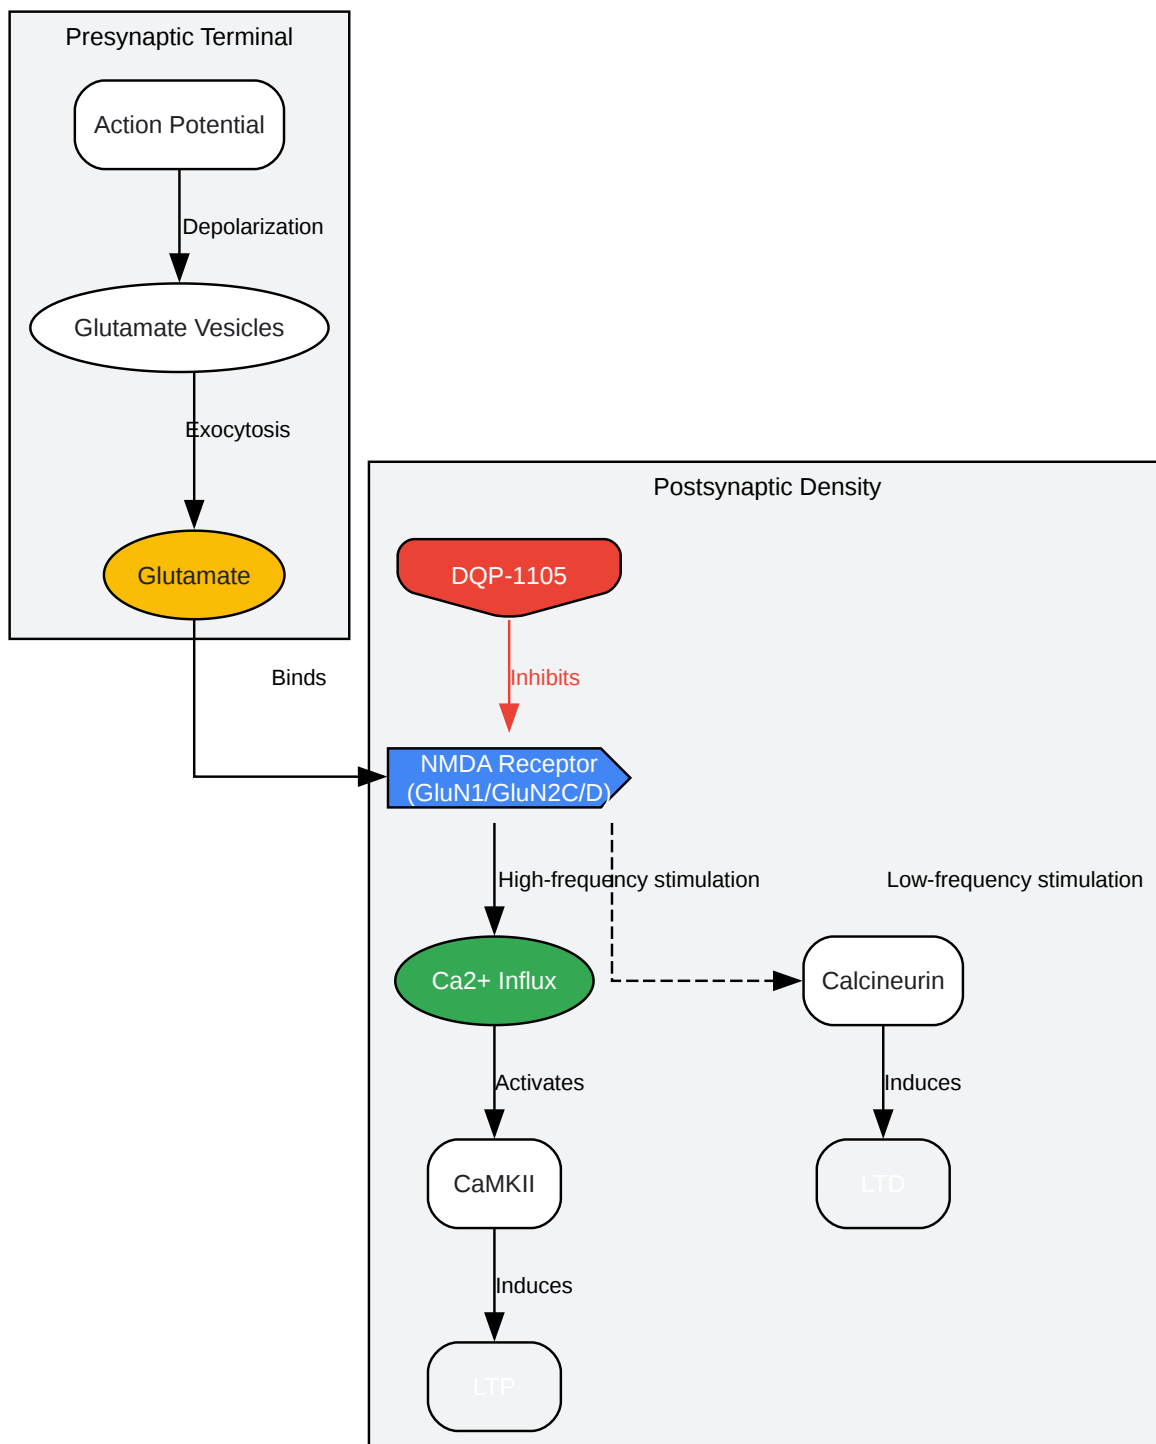 Presynaptic Terminal
Action Potential
Depolarization
Glutamate Vesicles
Exocytosis
Glutamate
Binds
Postsynaptic Density
DQP-1105
Inhibits
NMDA Receptor
(GluN1/GluN2C/D)
High-frequency stimulation
Low-frequency stimulation
Ca2+ Influx
Calcineurin
Activates
Induces
CaMKII
LTD
Induces
LTP